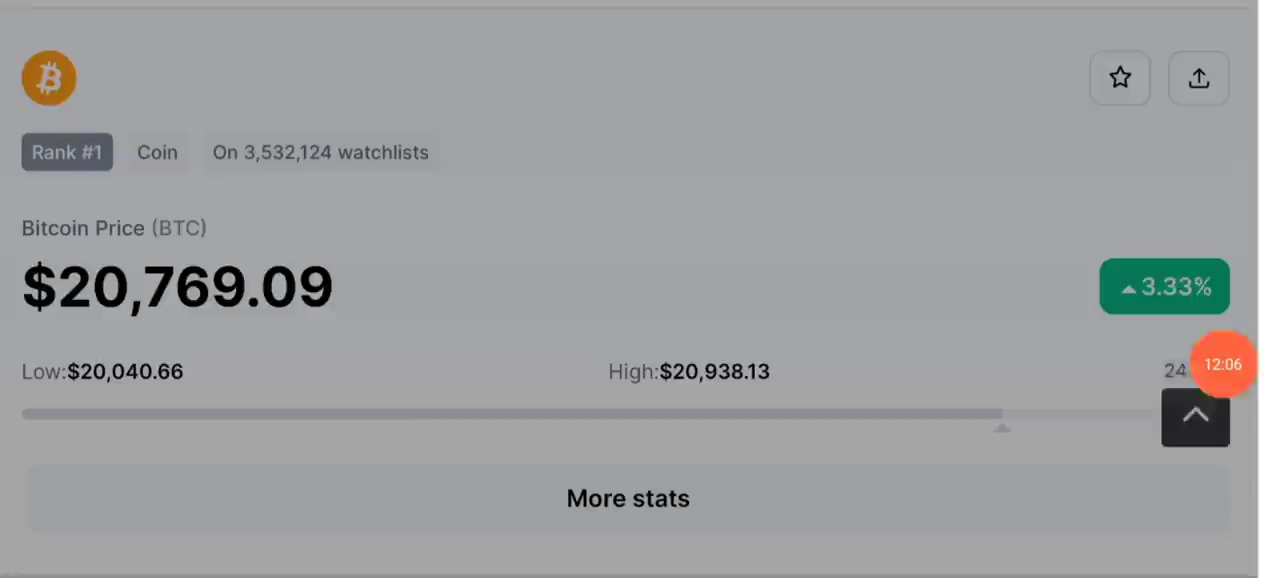 Rank #1 Coin On 3,532,124 watchlists
Bitcoin Price (BTC)
$20,769.09 3.33%
Low:$20,040.66 High:$20,938.13 24
12:06
More stats